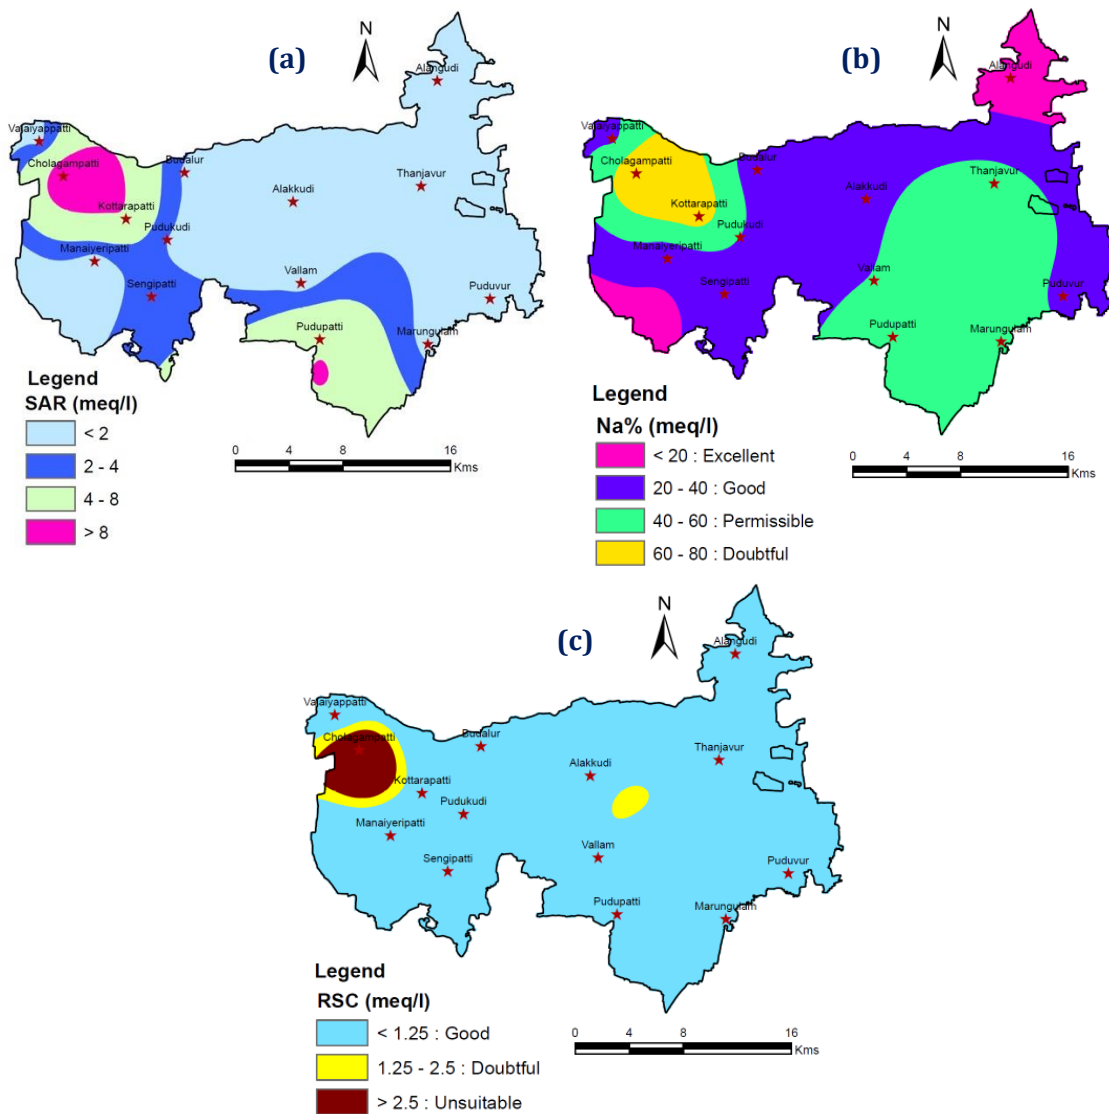 (a)
N
Alangudi
Valaiyappatti
Cholagampatti
Budalur
Thanjavur
Alakkudi
Kottarapatti
Pudukudi
Manaiyeripatti
Sengipatti
Vallam
Puduvur
Pudupatti
Marungulam
Legend
SAR (meq/l)
< 2
2 - 4
4 - 8
> 8
0 4 8 16
Kms
(b)
N
Alangudi
Valaiyappatti
Cholagampatti
Budalur
Thanjavur
Alakkudi
Kottarapatti
Pudukudi
Manaiyeripatti
Sengipatti
Vallam
Puduvur
Pudupatti
Marungulam
Legend
Na% (meq/l)
< 20 : Excellent
20 - 40 : Good
40 - 60 : Permissible
60 - 80 : Doubtful
0 4 8 16
Kms
(c)
N
Alangudi
Valaiyappatti
Cholagampatti
Budalur
Thanjavur
Alakkudi
Kottarapatti
Pudukudi
Manaiyeripatti
Sengipatti
Vallam
Puduvur
Pudupatti
Marungulam
Legend
RSC (meq/l)
< 1.25 : Good
1.25 - 2.5 : Doubtful
> 2.5 : Unsuitable
0 4 8 16
Kms